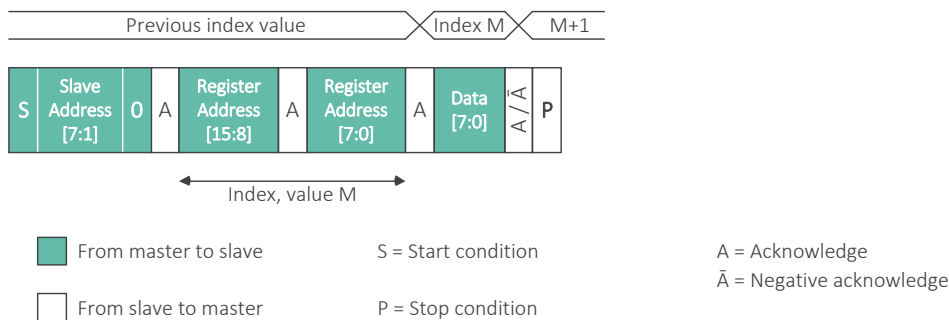 Previous index value Index M M+1
S Slave Address [7:1] 0 A Register Address [15:8] A Register Address [7:0] A Data [7:0] A / Ā P
Index, value M
From master to slave S = Start condition A = Acknowledge
Ā = Negative acknowledge
From slave to master P = Stop condition